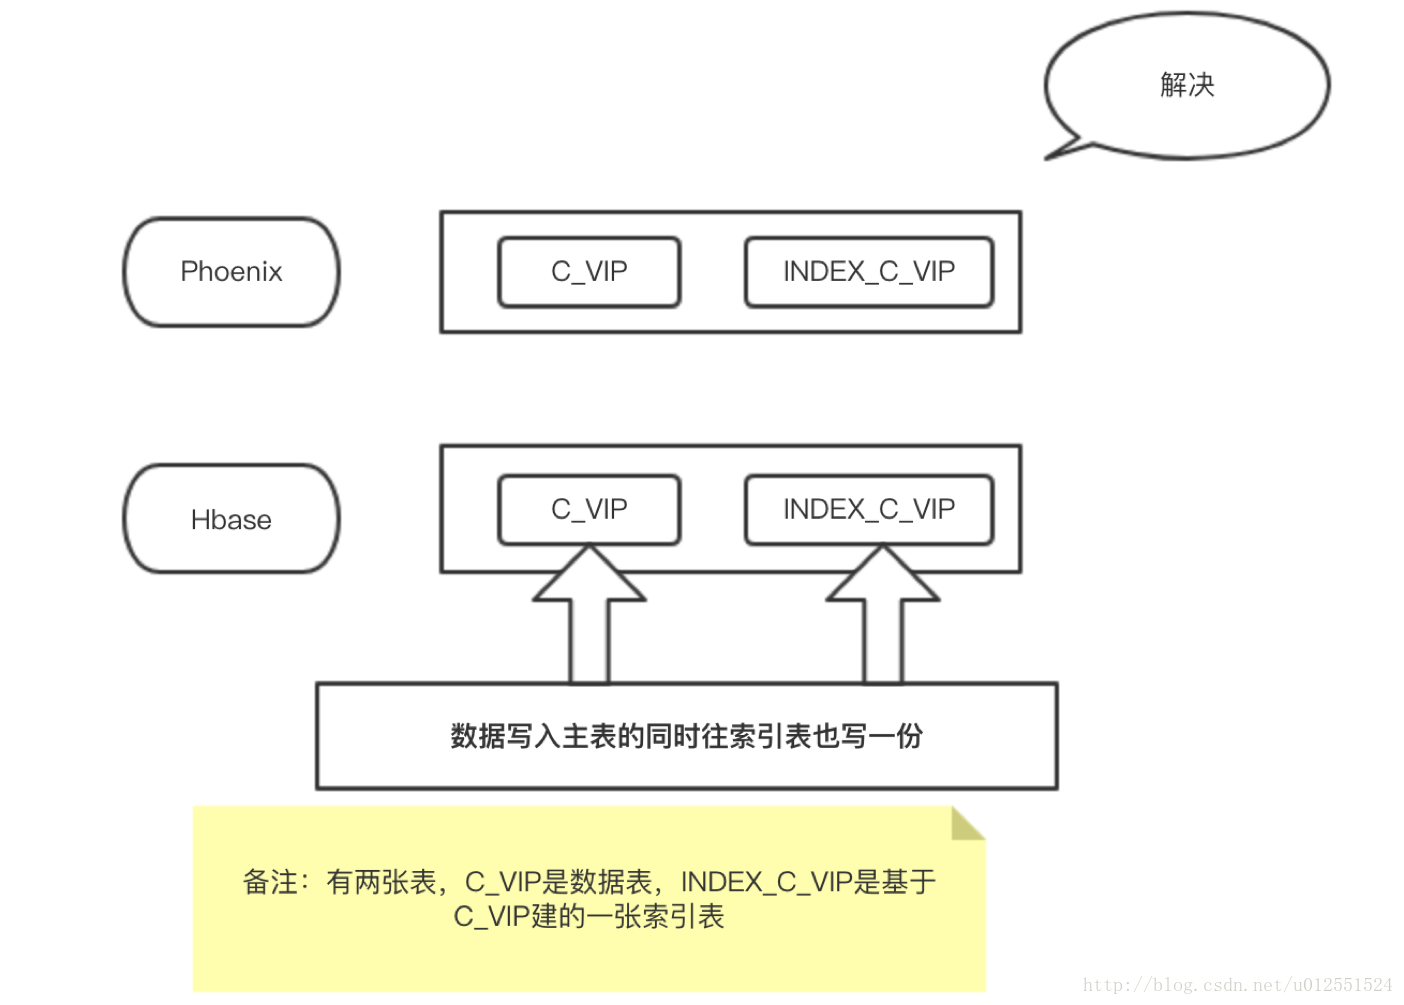 解决
Phoenix
C_VIP
INDEX_C_VIP
Hbase
C_VIP
INDEX_C_VIP
数据写入主表的同时往索引表也写一份
备注：有两张表，C_VIP是数据表，INDEX_C_VIP是基于
C_VIP建的一张索引表
http://blog.csdn.net/u012551524